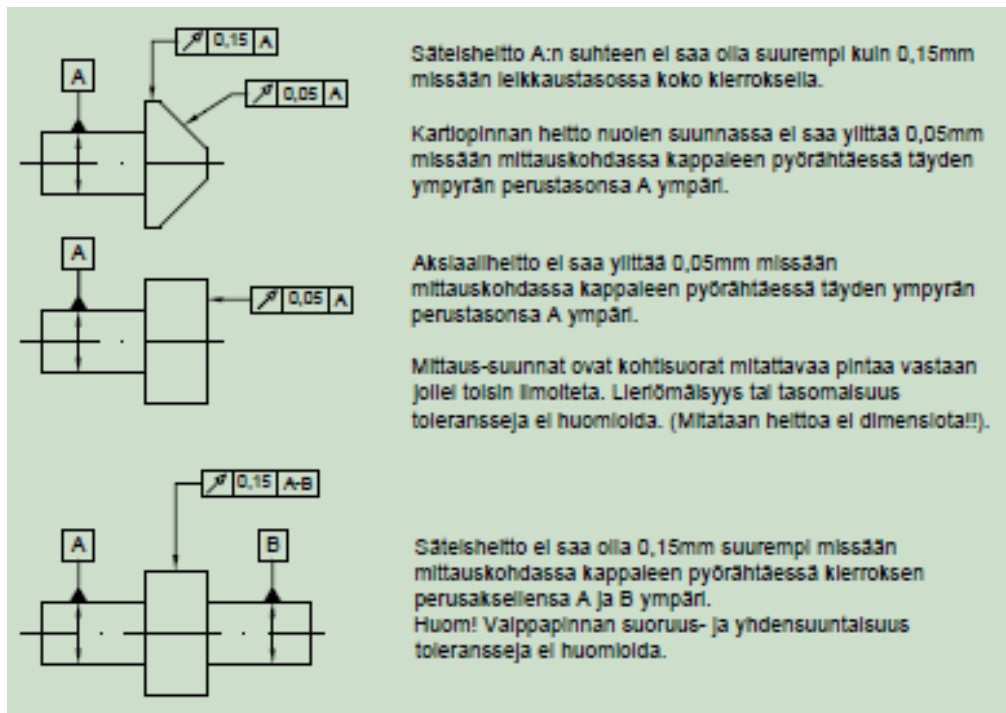 0,15 A
A
0,05 A
Säteisheitto A:n suhteen ei saa olla suurempi kuin 0,15mm
missään leikkaustasossa koko kierroksella.
Kartiopinnan heitto nuolen suunnassa ei saa ylittää 0,05mm
missään mittauskohdassa kappaleen pyörähtäessä täyden
ympyrän perustasonsa A ympäri.
A
0,05 A
Aksiaaliheitto ei saa ylittää 0,05mm missään
mittauskohdassa kappaleen pyörähtäessä täyden ympyrän
perustasonsa A ympäri.
Mittaus-suunnat ovat kohtisuorat mitattavaa pintaa vastaan
jollei toisin ilmoiteta. Lieriömäisyys tai tasomaisuus
toleransseja ei huomioida. (Mitataan heittoa ei dimensiota!!).
0,15 A-B
A
B
Säteisheitto ei saa olla 0,15mm suurempi missään
mittauskohdassa kappaleen pyörähtäessä kierroksen
perusakseliensa A ja B ympäri.
Huom! Vaippapinnan suoruus- ja yhdensuuntaisuus
toleransseja ei huomioida.